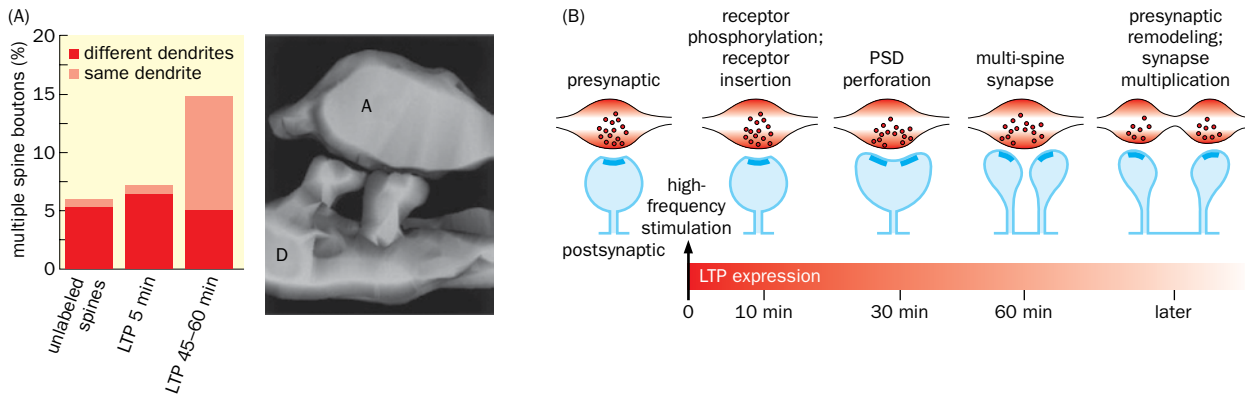 (A)
multiple spine boutons (%)
20
15
10
5
0
different dendrites
same dendrite
unlabeled
spines
LTP 5 min
LTP 45–60 min
A
D
(B)
presynaptic
receptor
phosphorylation;
receptor
insertion
PSD
perforation
multi-spine
synapse
presynaptic
remodeling;
synapse
multiplication
postsynaptic
high-
frequency
stimulation
LTP expression
0
10 min
30 min
60 min
later